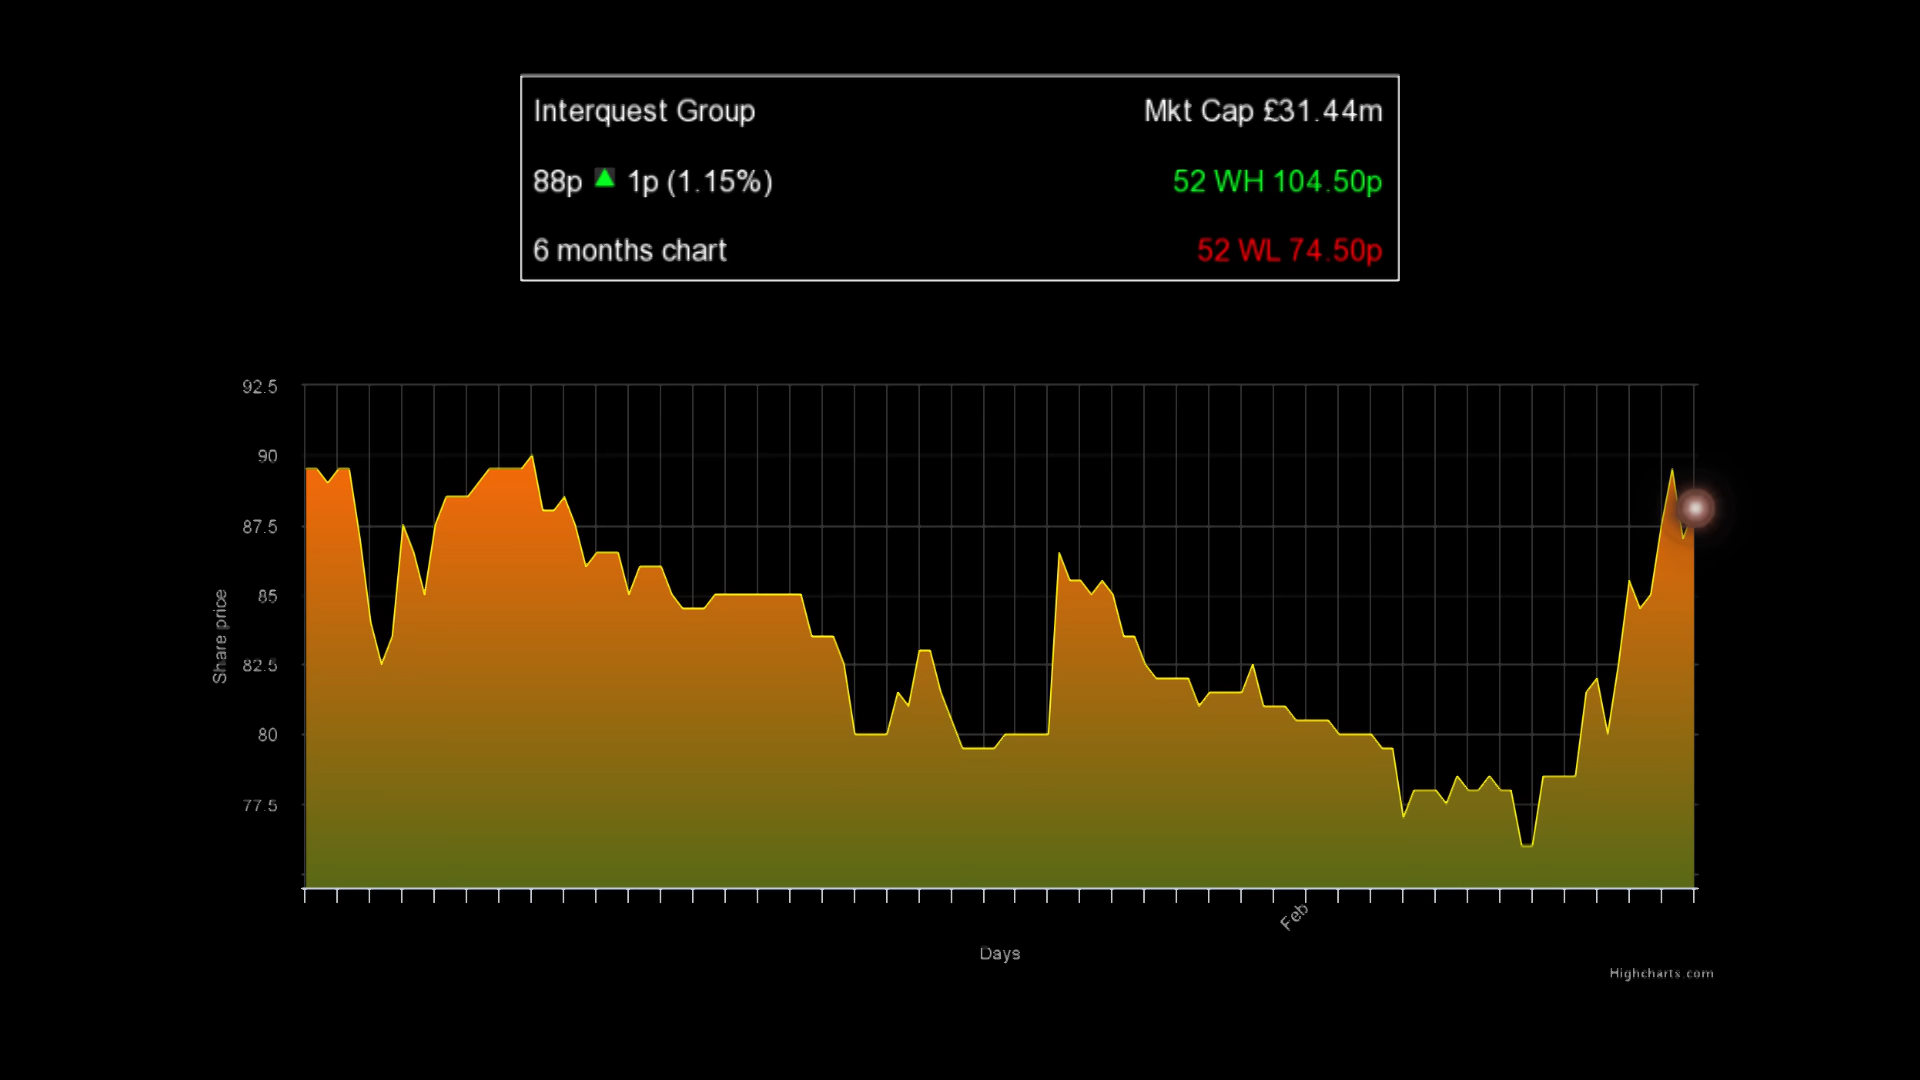 Interquest Group Mkt Cap £31.44m
88p ▲ 1p (1.15%) 52 WH 104.50p
6 months chart 52 WL 74.50p
92.5
90
87.5
85
82.5
80
77.5
Share price
Feb
Days
Highcharts.com